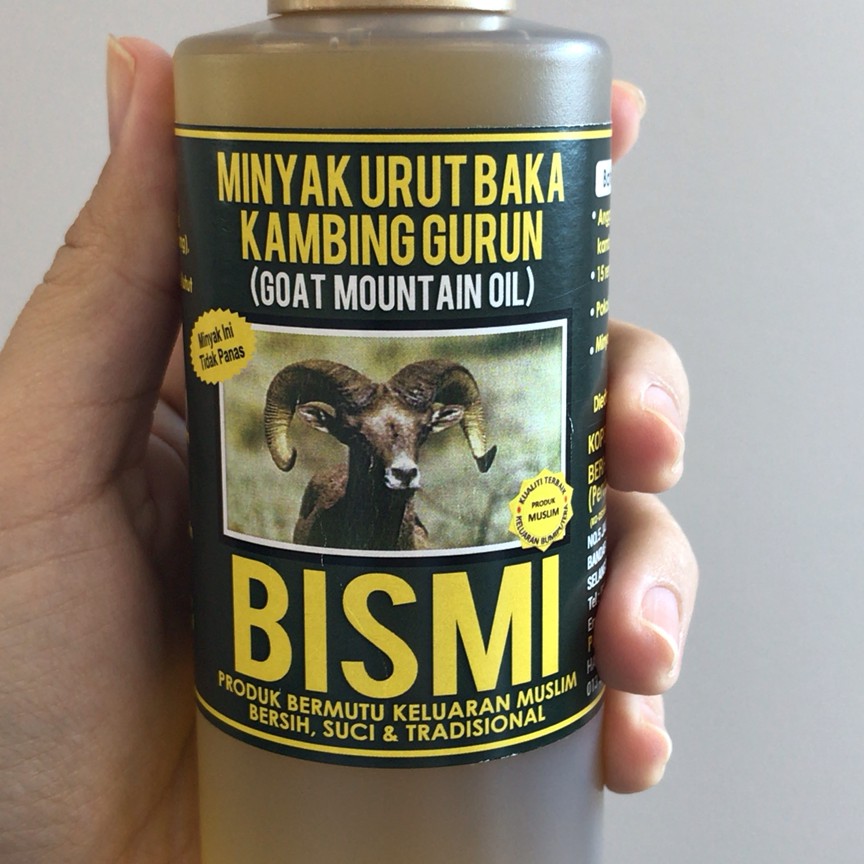 MINYAK URUT BAKA
KAMBING GURUN
(GOAT MOUNTAIN OIL)
Minyak Ini
Tidak Panas
KUALITI TERBAIK
PRODUK
MUSLIM
KELUARAN BUMIPUTERA
BISMI
PRODUK BERMUTU KELUARAN MUSLIM
BERSIH, SUCI & TRADISIONAL